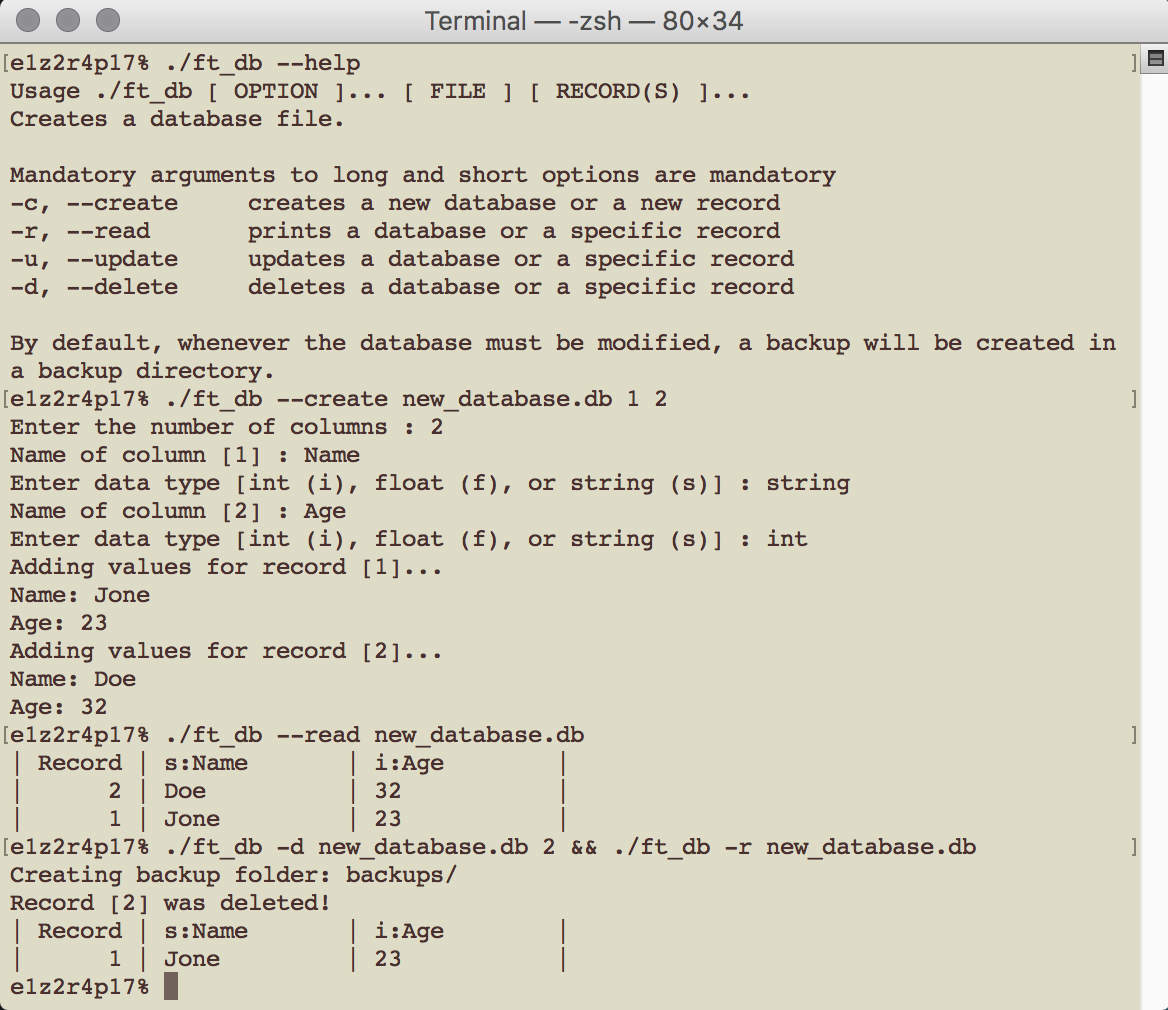 Terminal — -zsh — 80×34
[e1z2r4p17% ./ft_db --help ]
Usage ./ft_db [ OPTION ]... [ FILE ] [ RECORD(S) ]...
Creates a database file.

Mandatory arguments to long and short options are mandatory
-c, --create     creates a new database or a new record
-r, --read       prints a database or a specific record
-u, --update     updates a database or a specific record
-d, --delete     deletes a database or a specific record

By default, whenever the database must be modified, a backup will be created in
a backup directory.
[e1z2r4p17% ./ft_db --create new_database.db 1 2 ]
Enter the number of columns : 2
Name of column [1] : Name
Enter data type [int (i), float (f), or string (s)] : string
Name of column [2] : Age
Enter data type [int (i), float (f), or string (s)] : int
Adding values for record [1]...
Name: Jone
Age: 23
Adding values for record [2]...
Name: Doe
Age: 32
[e1z2r4p17% ./ft_db --read new_database.db ]
| Record | s:Name       | i:Age        |
|      2 | Doe          | 32           |
|      1 | Jone         | 23           |
[e1z2r4p17% ./ft_db -d new_database.db 2 && ./ft_db -r new_database.db ]
Creating backup folder: backups/
Record [2] was deleted!
| Record | s:Name       | i:Age        |
|      1 | Jone         | 23           |
e1z2r4p17%